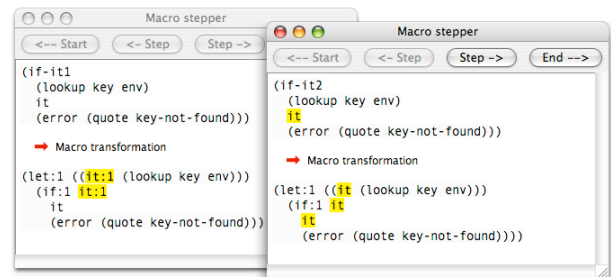 Macro stepper
<-- Start <- Step Step ->
(if-it1
  (lookup key env)
  it
  (error (quote key-not-found)))
Macro transformation
(let:1 ((it:1 (lookup key env)))
  (if:1 it:1
    it
    (error (quote key-not-found)))
Macro stepper
<-- Start <- Step Step -> End -->
(if-it2
  (lookup key env)
  it
  (error (quote key-not-found)))
Macro transformation
(let:1 ((it (lookup key env)))
  (if:1 it
    it
    (error (quote key-not-found))))